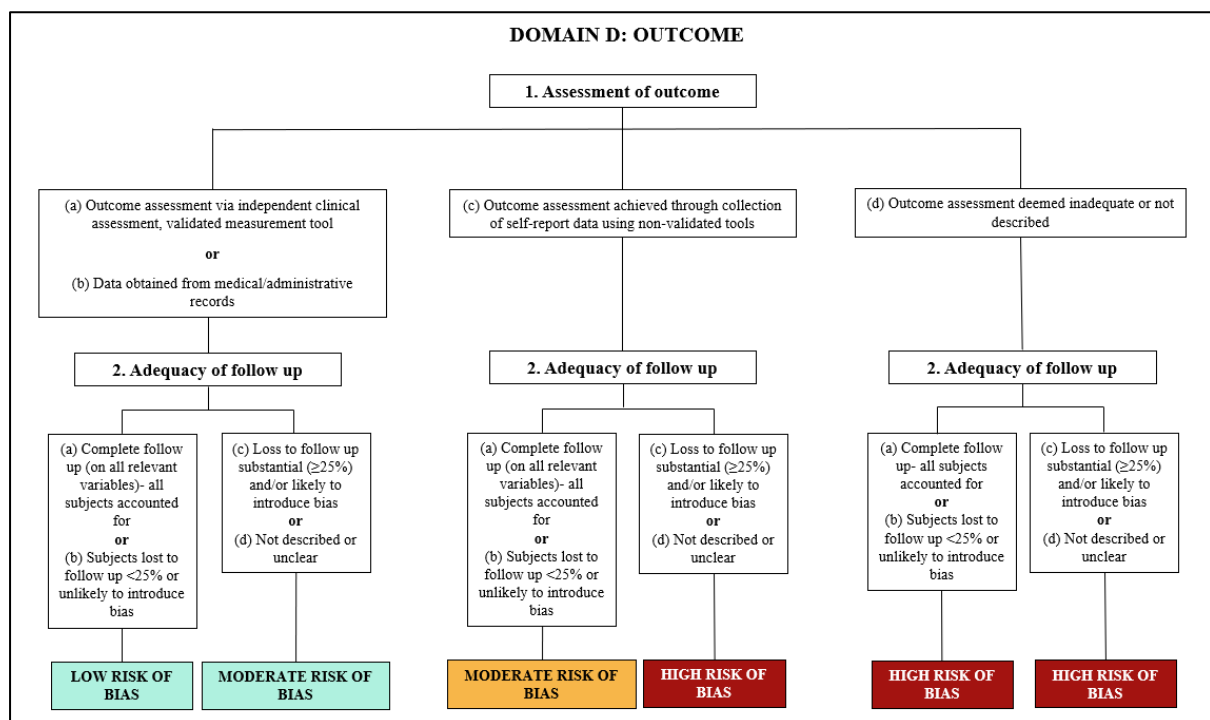 DOMAIN D: OUTCOME
1. Assessment of outcome
(a) Outcome assessment via independent clinical
assessment, validated measurement tool
or
(b) Data obtained from medical/administrative
records
(c) Outcome assessment achieved through collection
of self-report data using non-validated tools
(d) Outcome assessment deemed inadequate or not
described
2. Adequacy of follow up
2. Adequacy of follow up
2. Adequacy of follow up
(a) Complete follow
up (on all relevant
variables)- all
subjects accounted
for
or
(b) Subjects lost to
follow up <25% or
unlikely to introduce
bias
(c) Loss to follow up
substantial (≥25%)
and/or likely to
introduce bias
or
(d) Not described or
unclear
(a) Complete follow
up (on all relevant
variables)- all
subjects accounted
for
or
(b) Subjects lost to
follow up <25% or
unlikely to introduce
bias
(c) Loss to follow up
substantial (≥25%)
and/or likely to
introduce bias
or
(d) Not described or
unclear
(a) Complete follow
up- all subjects
accounted for
or
(b) Subjects lost to
follow up <25% or
unlikely to introduce
bias
(c) Loss to follow up
substantial (≥25%)
and/or likely to
introduce bias
or
(d) Not described or
unclear
LOW RISK OF
BIAS
MODERATE RISK OF
BIAS
MODERATE RISK OF
BIAS
HIGH RISK OF
BIAS
HIGH RISK OF
BIAS
HIGH RISK OF
BIAS